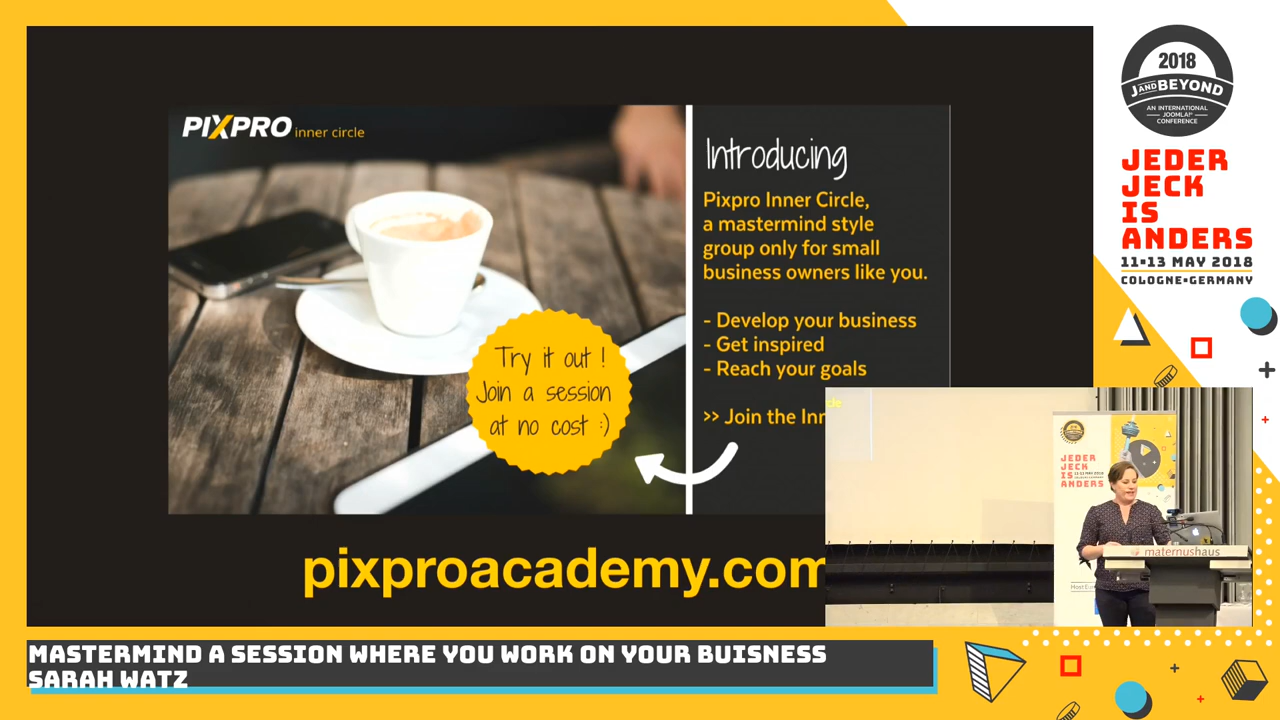 PIXPRO inner circle
Introducing
Pixpro Inner Circle,
a mastermind style
group only for small
business owners like you.
- Develop your business
- Get inspired
- Reach your goals
>> Join the Inn
Try it out !
Join a session
at no cost :)
pixproacademy.com
2018
J AND BEYOND
AN INTERNATIONAL
JOOMLA! CONFERENCE
JEDER
JECK
IS
ANDERS
11-13 MAY 2018
COLOGNE-GERMANY
JEDER
JECK
IS
ANDERS
maternushaus
MASTERMIND A SESSION WHERE YOU WORK ON YOUR BUISNESS
SARAH WATZ